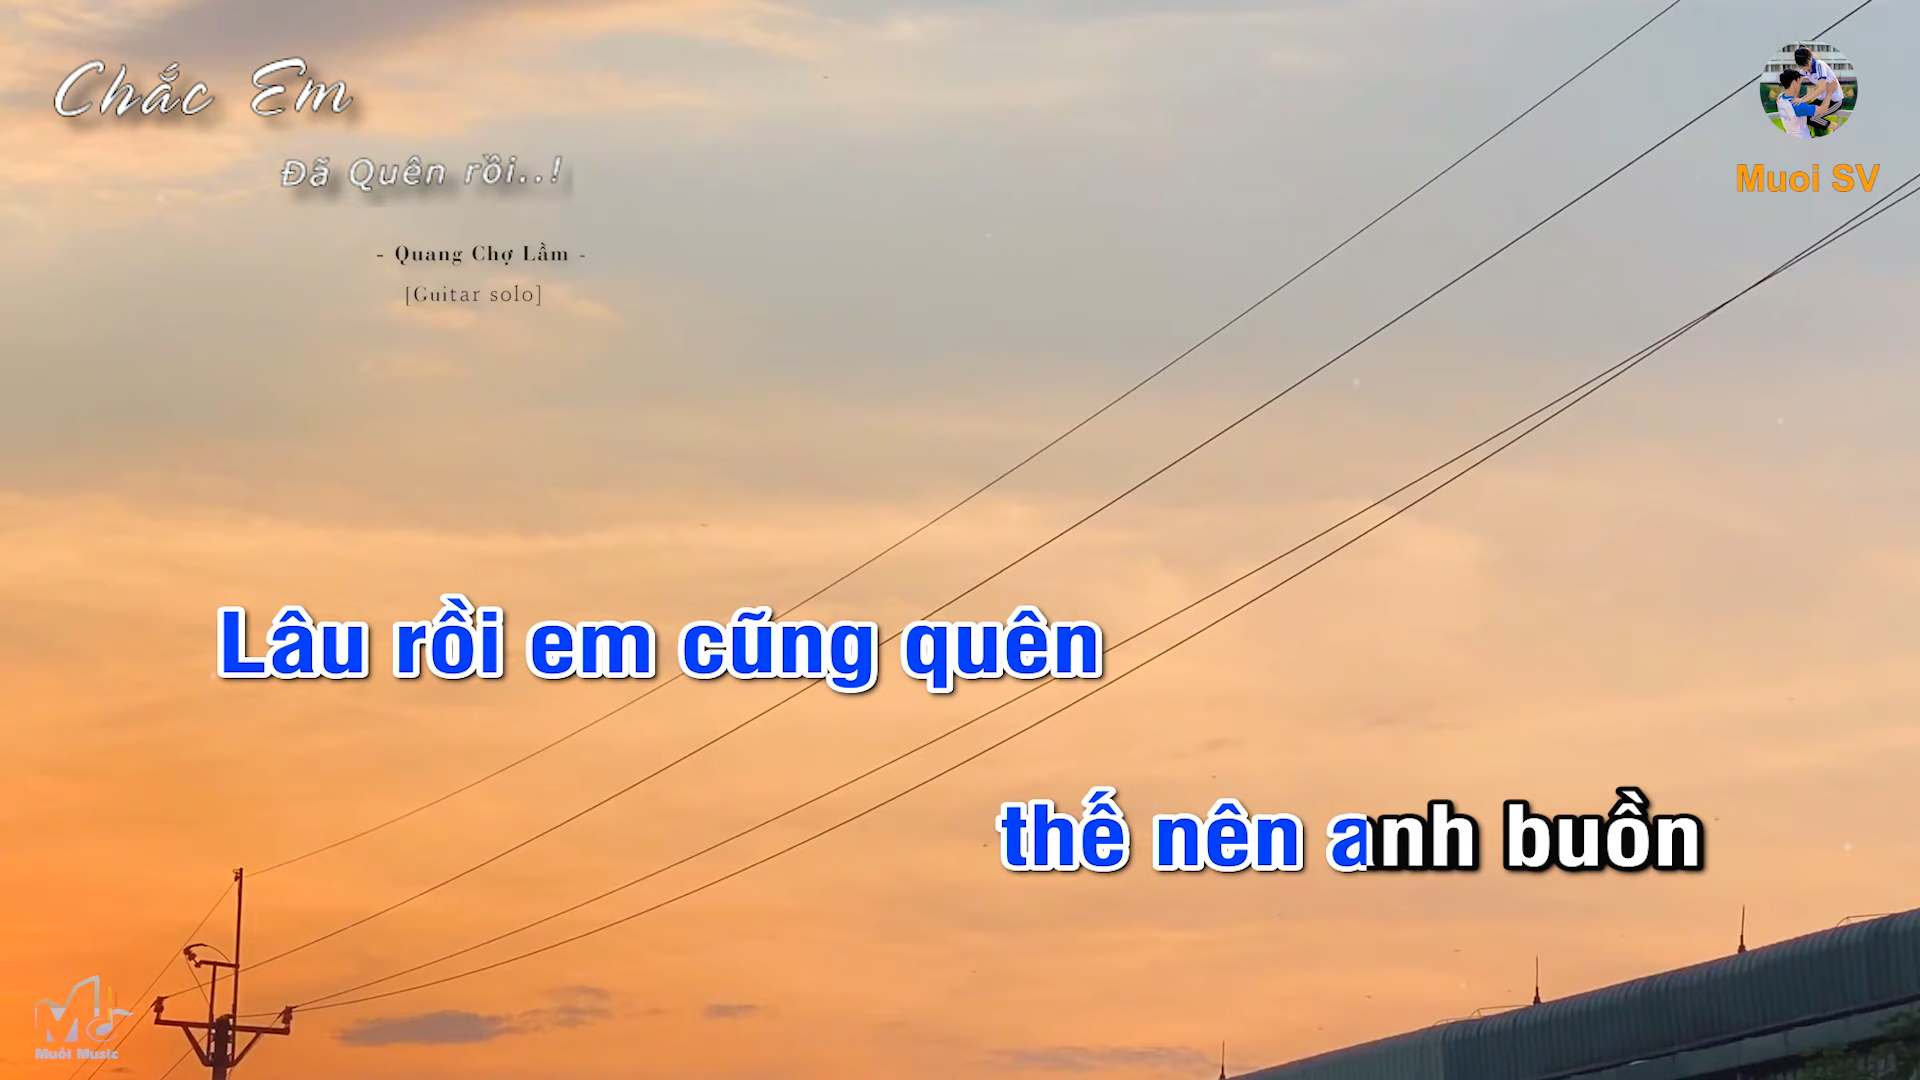 Chắc Em
Đã Quên rồi..!
- Quang Chợ Lầm -
[Guitar solo]
Muoi SV
Lâu rồi em cũng quên
thế nên anh buồn
Muối Music